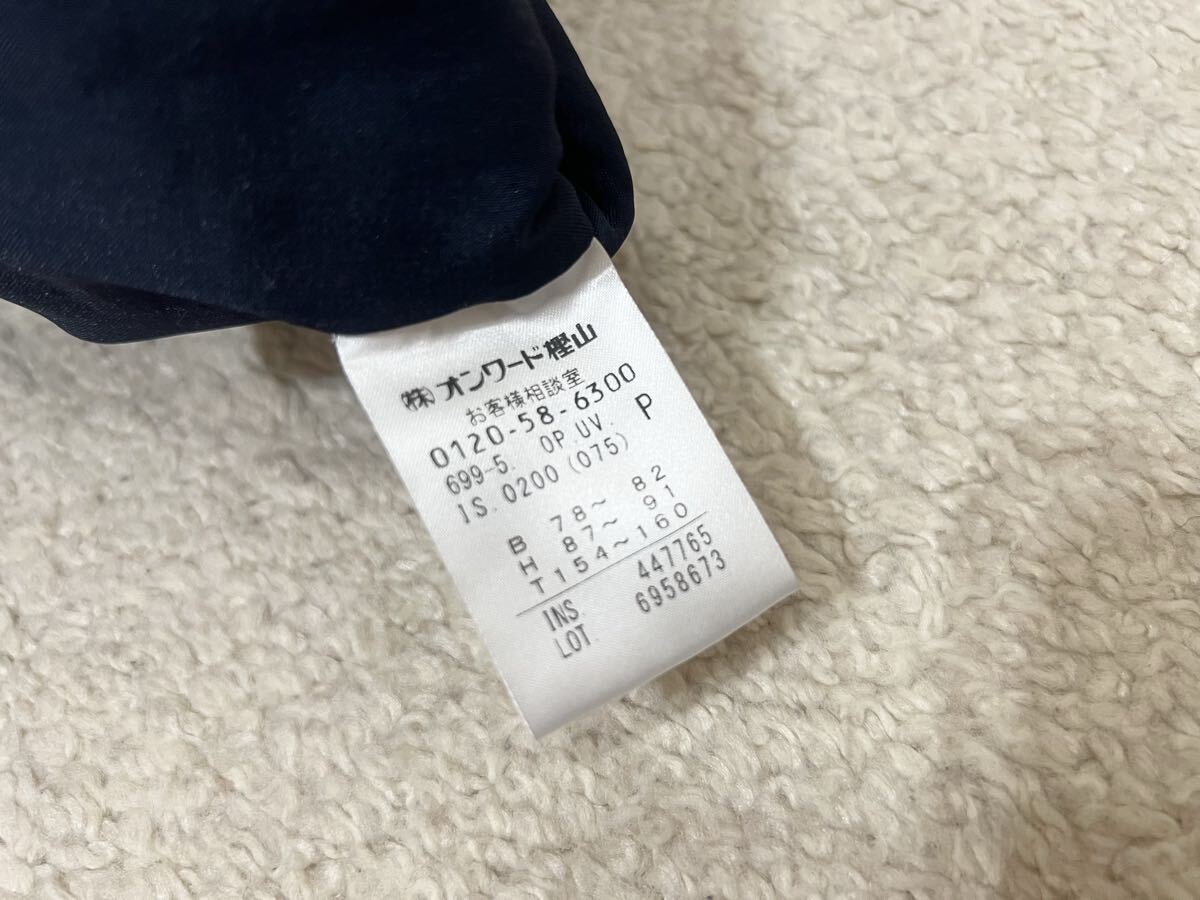 ㈱オンワード樫山
お客様相談室
0120-58-6300
699-5. OP.UV. P
IS.0200(075)
B 78～ 82
H 87～ 91
T154～160
INS. 447765
LOT. 6958673